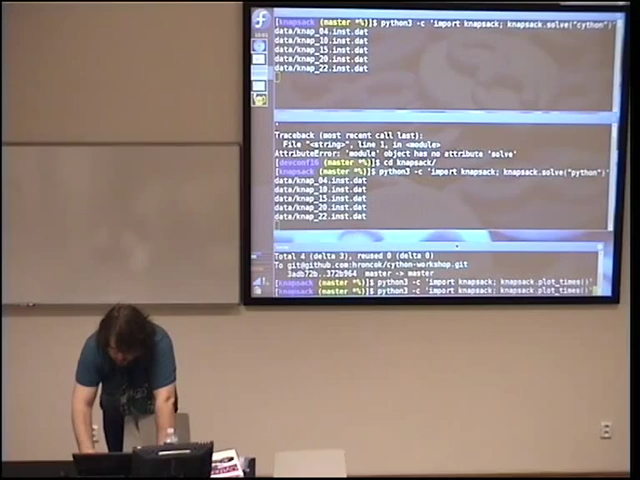 [knapsack (master *%)]$ python3 -c 'import knapsack; knapsack.solve("cython")'
data/knap_04.inst.dat
data/knap_10.inst.dat
data/knap_15.inst.dat
data/knap_20.inst.dat
data/knap_22.inst.dat
Traceback (most recent call last):
File "<string>", line 1, in <module>
AttributeError: 'module' object has no attribute 'solve'
[devconf16 (master *%)]$ cd knapsack/
[knapsack (master *%)]$ python3 -c 'import knapsack; knapsack.solve("python")'
data/knap_04.inst.dat
data/knap_10.inst.dat
data/knap_15.inst.dat
data/knap_20.inst.dat
data/knap_22.inst.dat
Total 4 (delta 3), reused 0 (delta 0)
To git@github.com:hroncok/cython-workshop.git
3adb72b..372b964 master -> master
[knapsack (master *%)]$ python3 -c 'import knapsack; knapsack.plot_times()'
[knapsack (master *%)]$ python3 -c 'import knapsack; knapsack.plot_times()'